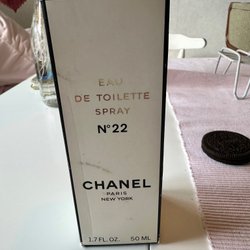 EAU
DE TOILETTE
SPRAY
N°22
CHANEL
PARIS
NEW YORK
1.7 FL. OZ. 50 ML